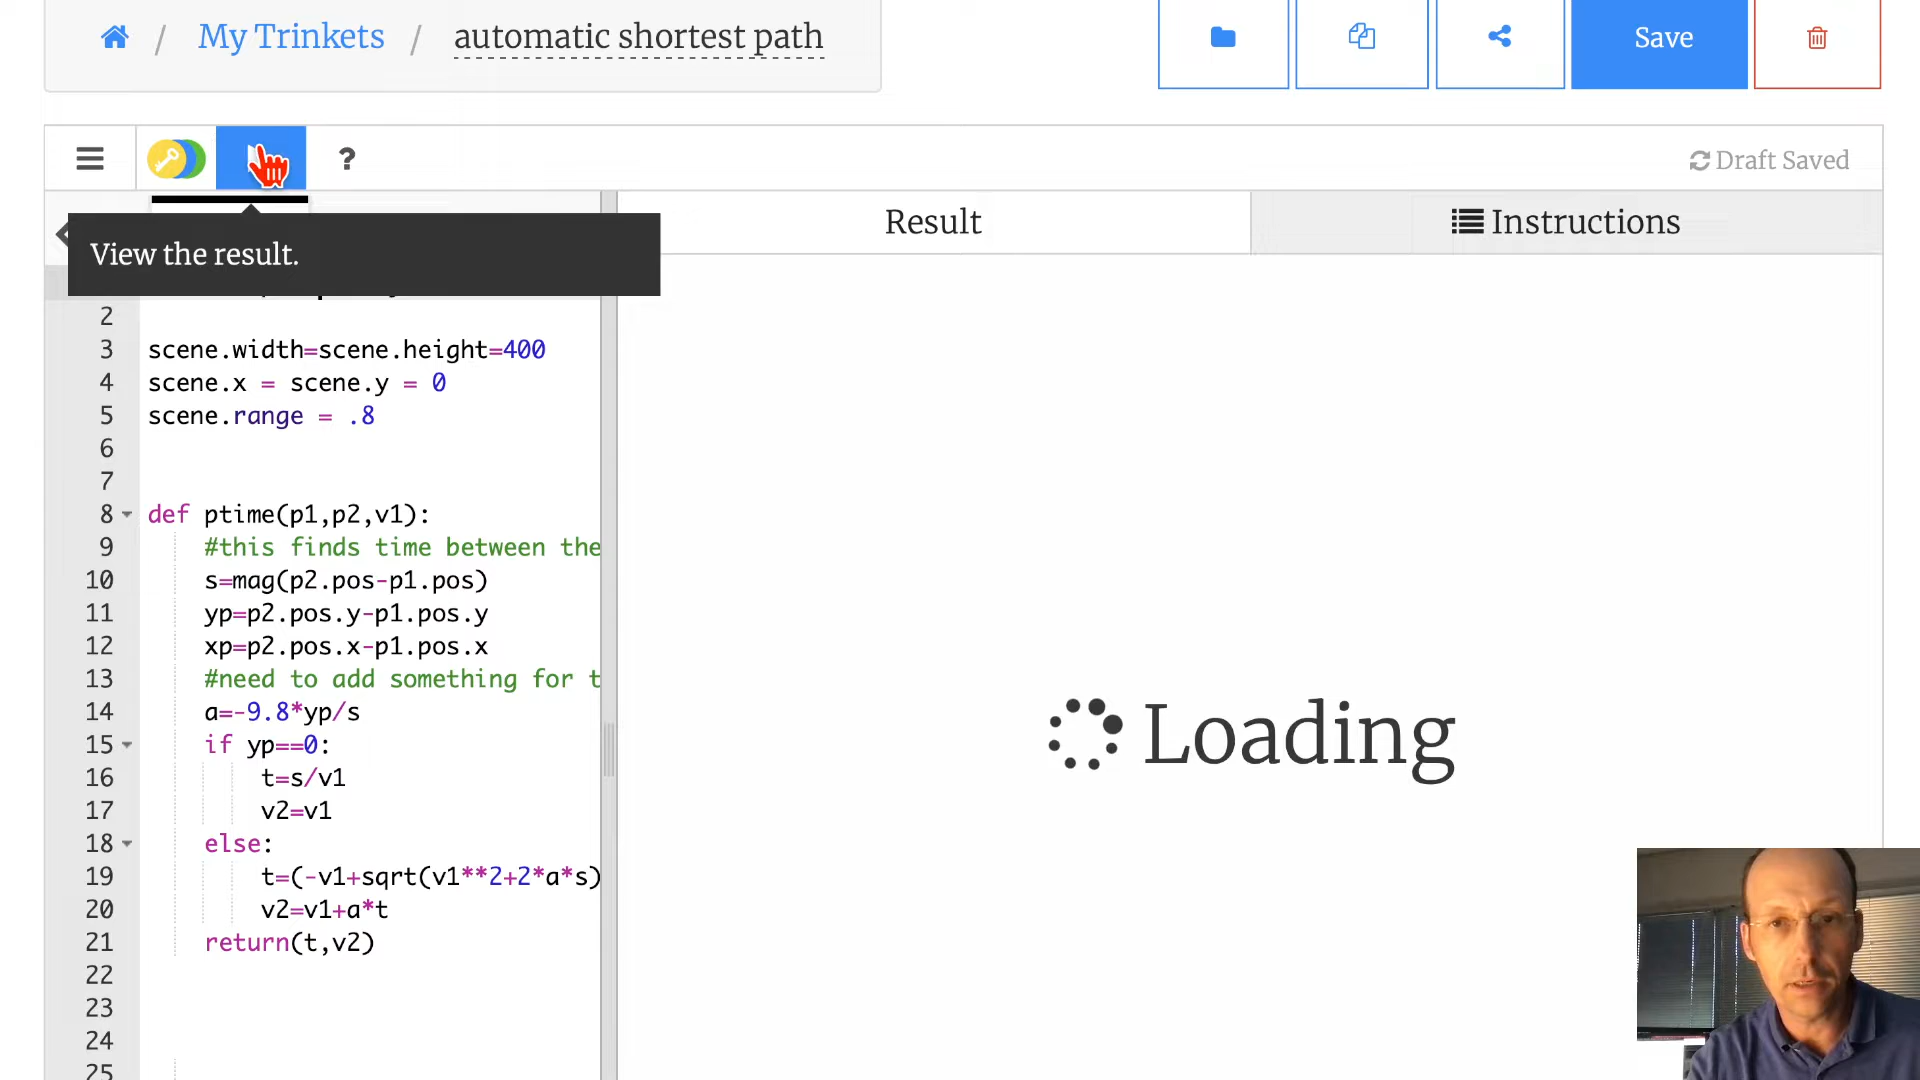 / My Trinkets / automatic shortest path
Save
?
Draft Saved
View the result.
Result
Instructions
2
3 scene.width=scene.height=400
4 scene.x = scene.y = 0
5 scene.range = .8
6
7
8 def ptime(p1,p2,v1):
9 #this finds time between the
10 s=mag(p2.pos-p1.pos)
11 yp=p2.pos.y-p1.pos.y
12 xp=p2.pos.x-p1.pos.x
13 #need to add something for t
14 a=-9.8*yp/s
15 if yp==0:
16 t=s/v1
17 v2=v1
18 else:
19 t=(-v1+sqrt(v1**2+2*a*s)
20 v2=v1+a*t
21 return(t,v2)
22
23
24
25
Loading